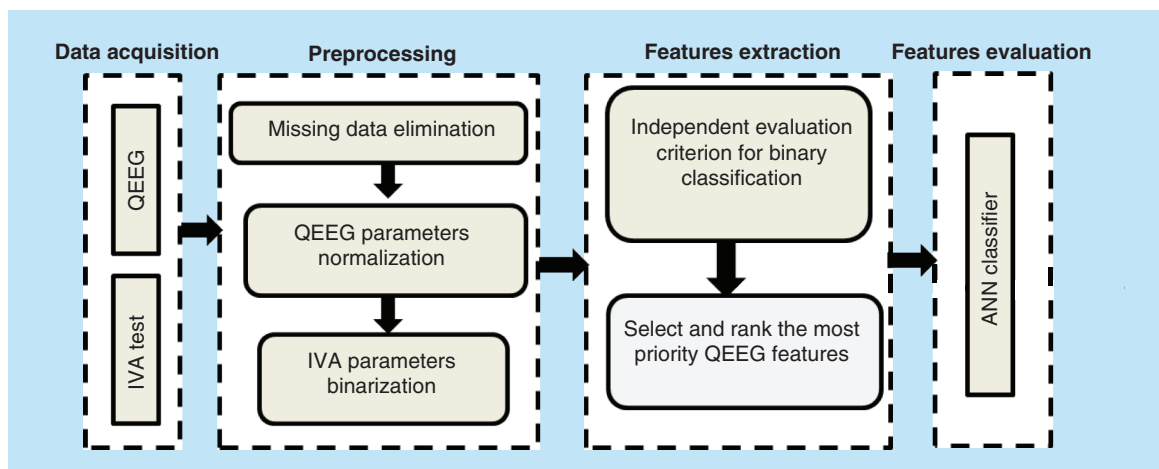 Data acquisition
Preprocessing
Features extraction
Features evaluation
QEEG
IVA test
Missing data elimination
QEEG parameters
normalization
IVA parameters
binarization
Independent evaluation
criterion for binary
classification
Select and rank the most
priority QEEG features
ANN classifier